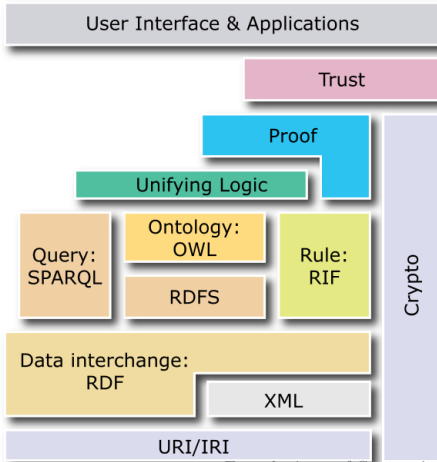 User Interface & Applications
Trust
Proof
Unifying Logic
Query:
SPARQL
Ontology:
OWL
RDFS
Rule:
RIF
Crypto
Data interchange:
RDF
XML
URI/IRI